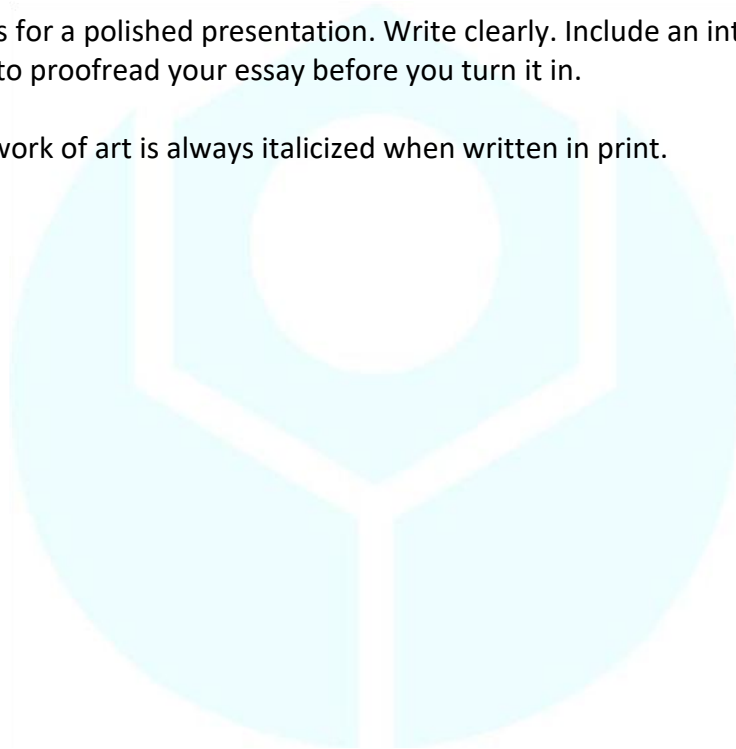 s for a polished presentation. Write clearly. Include an int
to proofread your essay before you turn it in.
work of art is always italicized when written in print.